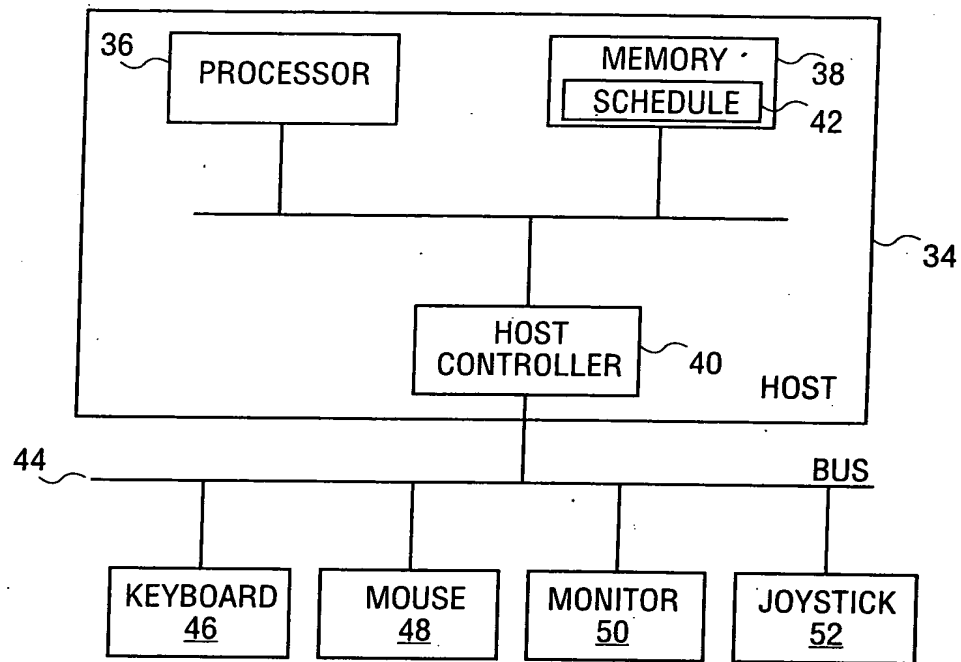 36
PROCESSOR
MEMORY
38
SCHEDULE
42
34
HOST
CONTROLLER
40
HOST
44
BUS
KEYBOARD
46
MOUSE
48
MONITOR
50
JOYSTICK
52